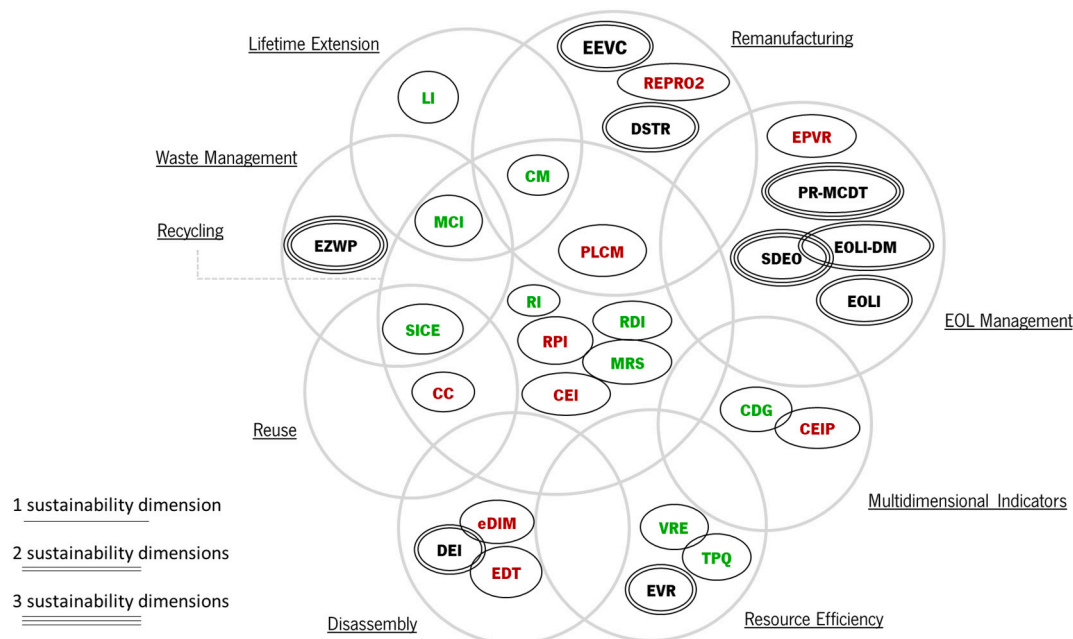 Lifetime Extension
EEVC
Remanufacturing
REPRO2
LI
DSTR
EPVR
Waste Management
CM
PR-MCDT
MCI
Recycling
EZWP
PLCM
SDEO
EOLI-DM
RI
EOLI
SICE
RDI
EOL Management
RPI
MRS
CC
CEI
CDG
CEIP
Reuse
1 sustainability dimension
Multidimensional Indicators
eDIM
VRE
2 sustainability dimensions
DEI
TPQ
EDT
EVR
3 sustainability dimensions
Disassembly
Resource Efficiency